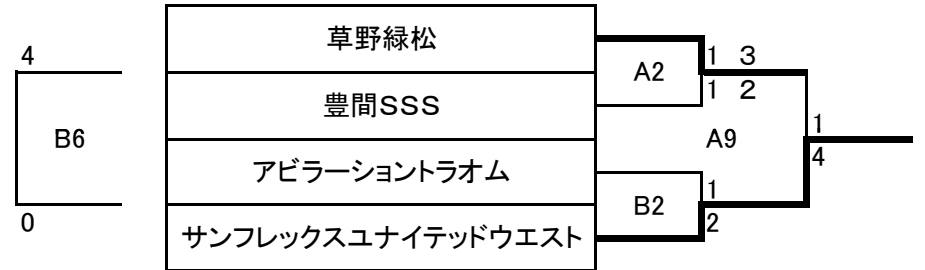 草野緑松
豊間SSS
アビラーショントラオム
サンフレックスユナイテッドウエスト
4
B6
0
A2
1 3
1 2
A9
1
4
B2
1
2